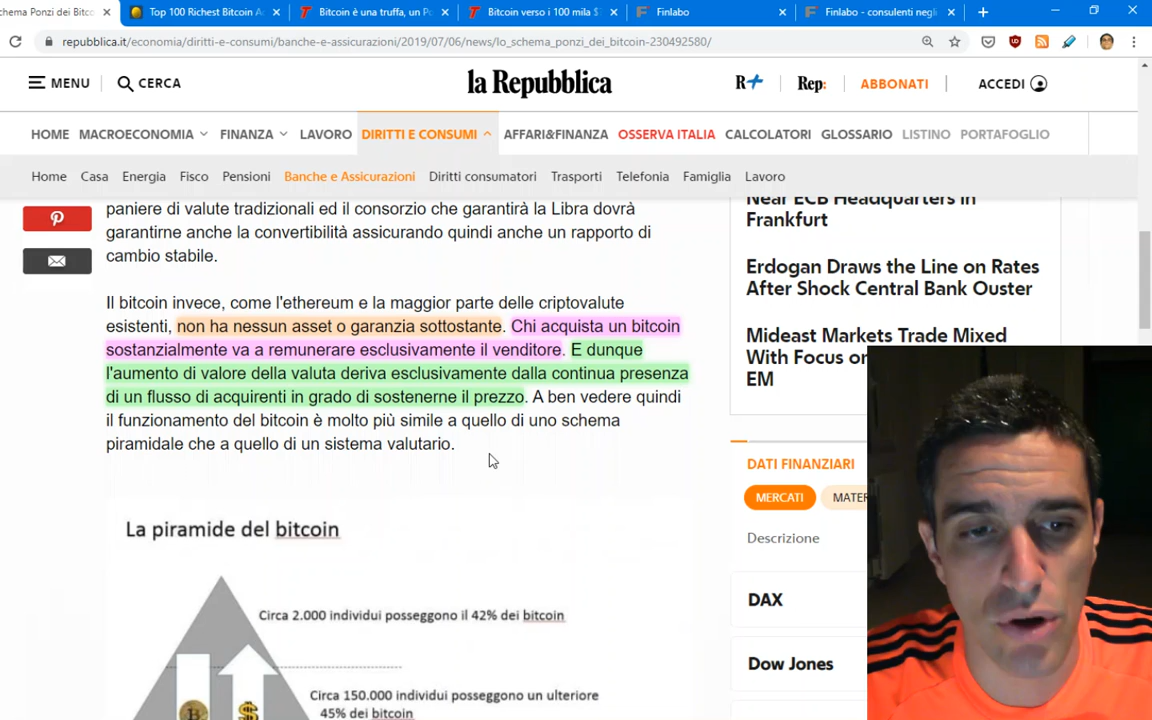 chema Ponzi dei Bitc
Top 100 Richest Bitcoin A
Bitcoin è una truffa, un Po
Bitcoin verso i 100 mila $
Finlabo
Finlabo - consulenti negli
repubblica.it/economia/diritti-e-consumi/banche-e-assicurazioni/2019/07/06/news/lo_schema_ponzi_dei_bitcoin-230492580/
MENU
CERCA
la Repubblica
R+
Rep:
ABBONATI
ACCEDI
HOME MACROECONOMIA FINANZA LAVORO DIRITTI E CONSUMI AFFARI&FINANZA OSSERVA ITALIA CALCOLATORI GLOSSARIO LISTINO PORTAFOGLIO
Home Casa Energia Fisco Pensioni Banche e Assicurazioni Diritti consumatori Trasporti Telefonia Famiglia Lavoro
paniere di valute tradizionali ed il consorzio che garantirà la Libra dovrà
garantirne anche la convertibilità assicurando quindi anche un rapporto di
cambio stabile.
Il bitcoin invece, come l'ethereum e la maggior parte delle criptovalute
esistenti, non ha nessun asset o garanzia sottostante. Chi acquista un bitcoin
sostanzialmente va a remunerare esclusivamente il venditore. E dunque
l'aumento di valore della valuta deriva esclusivamente dalla continua presenza
di un flusso di acquirenti in grado di sostenerne il prezzo. A ben vedere quindi
il funzionamento del bitcoin è molto più simile a quello di uno schema
piramidale che a quello di un sistema valutario.
La piramide del bitcoin
Circa 2.000 individui posseggono il 42% dei bitcoin
Circa 150.000 individui posseggono un ulteriore
45% dei bitcoin
Near ECB Headquarters in
Frankfurt
Erdogan Draws the Line on Rates
After Shock Central Bank Ouster
Mideast Markets Trade Mixed
With Focus on
EM
DATI FINANZIARI
MERCATI
MATER
Descrizione
DAX
Dow Jones